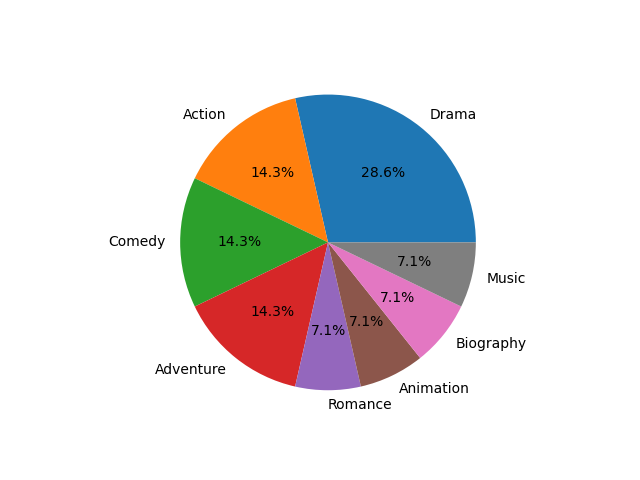 Drama
28.6%
Action
14.3%
Comedy
14.3%
Adventure
14.3%
Romance
7.1%
Animation
7.1%
Biography
7.1%
Music
7.1%